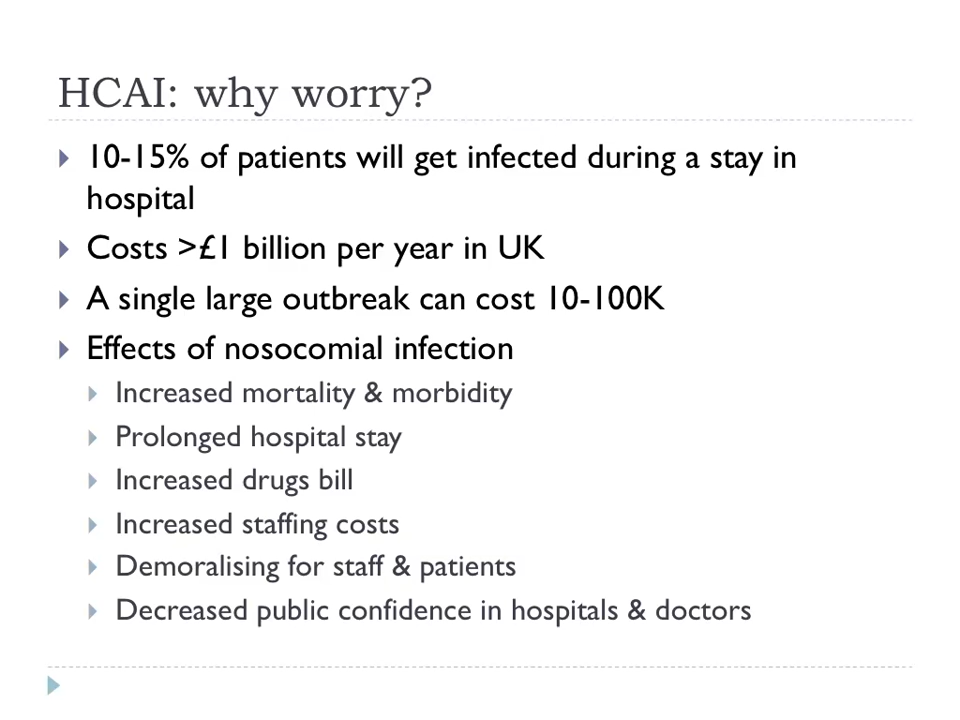 HCAI: why worry?
10-15% of patients will get infected during a stay in
hospital
Costs >£1 billion per year in UK
A single large outbreak can cost 10-100K
Effects of nosocomial infection
Increased mortality & morbidity
Prolonged hospital stay
Increased drugs bill
Increased staffing costs
Demoralising for staff & patients
Decreased public confidence in hospitals & doctors